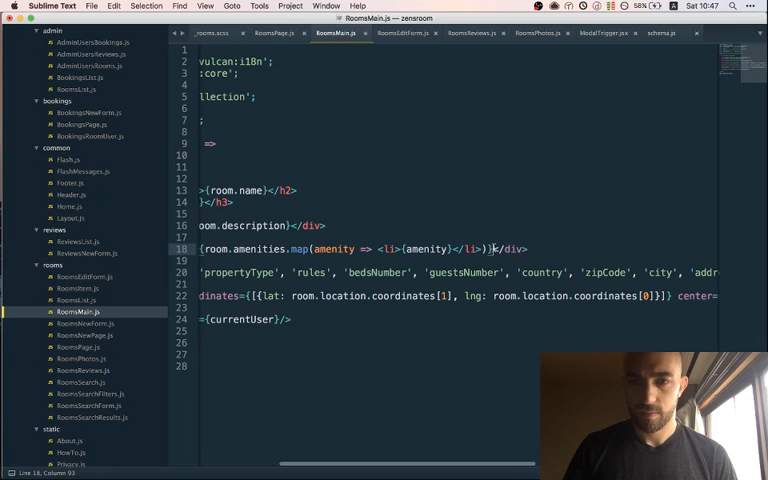 Sublime Text File Edit Selection Find View Goto Tools Project RoomsMain Window Help 58% Sat 10:47
RoomsMain.js — zensroom
admin
AdminUsersBookings.js
AdminUsersReviews.js
AdminUsersRooms.js
BookingsList.js
RoomsList.js
bookings
BookingsNewForm.js
BookingsPage.js
BookingsRoomUser.js
common
Flash.js
FlashMessages.js
Footer.js
Header.js
Home.js
Layout.js
reviews
ReviewsList.js
ReviewsNewForm.js
rooms
RoomsEditForm.js
RoomsItem.js
RoomsList.js
RoomsMain.js
RoomsNewForm.js
RoomsNewPage.js
RoomsPage.js
RoomsPhotos.js
RoomsReviews.js
RoomsSearch.js
RoomsSearchFilters.js
RoomsSearchForm.js
RoomsSearchResults.js
static
About.js
HowTo.js
Privacy.js
_rooms.scss RoomsPage.js RoomsMain.js RoomsEditForm.js RoomsReviews.js RoomsPhotos.js ModalTrigger.js schema.js
1
2 vulcan:i18n';
3 :core';
4
5 ollection';
6
7 ;
8
9 =>
10
11
12
13 >{room.name}</h2>
14 }</h3>
15
16 oom.description}</div>
17
18 {room.amenities.map(amenity => <li>{amenity}</li>)}</div>
19
20 'propertyType', 'rules', 'bedsNumber', 'guestsNumber', 'country', 'zipCode', 'city', 'addr
21
22 dinates={[{lat: room.location.coordinates[1], lng: room.location.coordinates[0]}]} center=
23
24 ={currentUser}/>
25
26
27
28
Line 18, Column 93